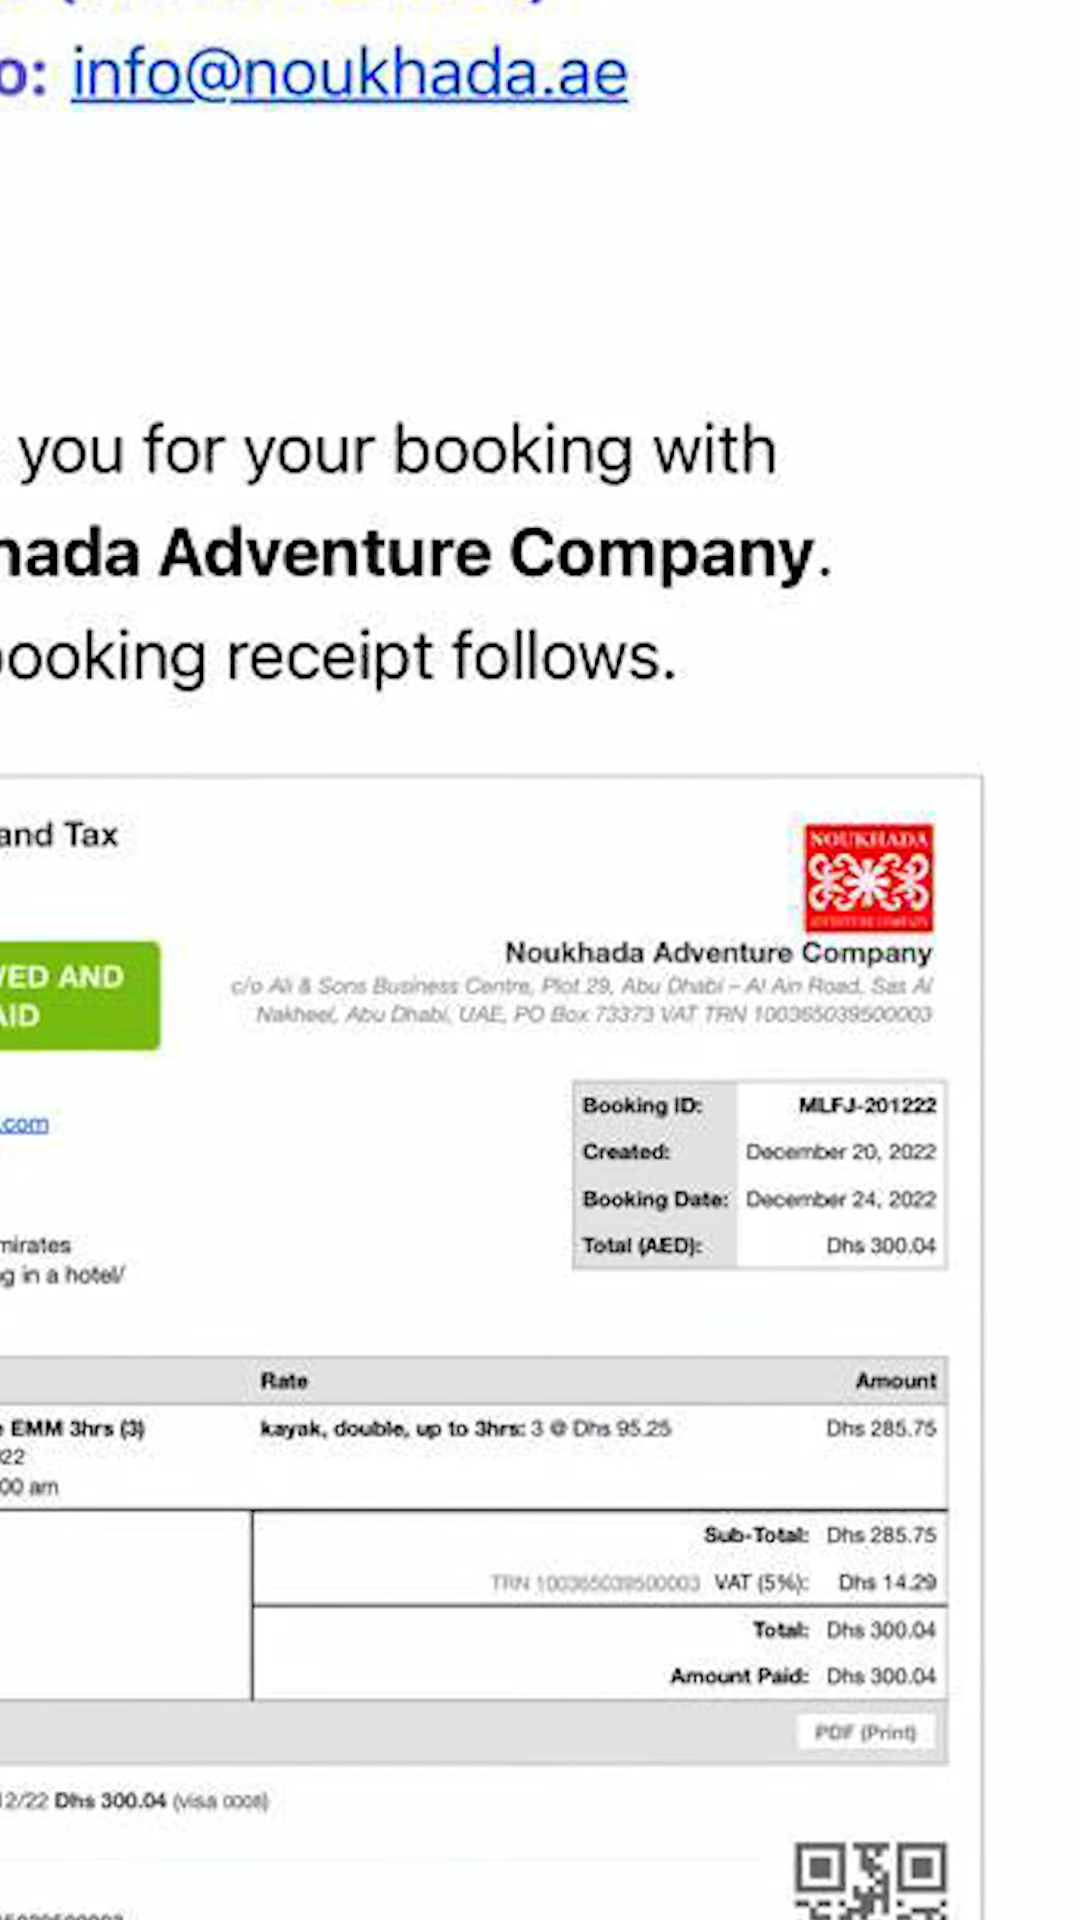 o: info@noukhada.ae
you for your booking with
hada Adventure Company.
booking receipt follows.
and Tax
NOUKHADA
ADVENTURE COMPANY
VED AND
AID
Noukhada Adventure Company
c/o Ali & Sons Business Centre, Plot 29, Abu Dhabi – Al Ain Road, Sas Al
Nakheel, Abu Dhabi, UAE, PO Box 73373 VAT TRN 100365039500003
.com
Booking ID: MLFJ-201222
Created: December 20, 2022
Booking Date: December 24, 2022
Total (AED): Dhs 300.04
mirates
g in a hotel/
Rate Amount
e EMM 3hrs (3) kayak, double, up to 3hrs: 3 @ Dhs 95.25 Dhs 285.75
22
00 am
Sub-Total: Dhs 285.75
TRN 100365039500003 VAT (5%): Dhs 14.29
Total: Dhs 300.04
Amount Paid: Dhs 300.04
PDF (Print)
12/22 Dhs 300.04 (visa 0008)